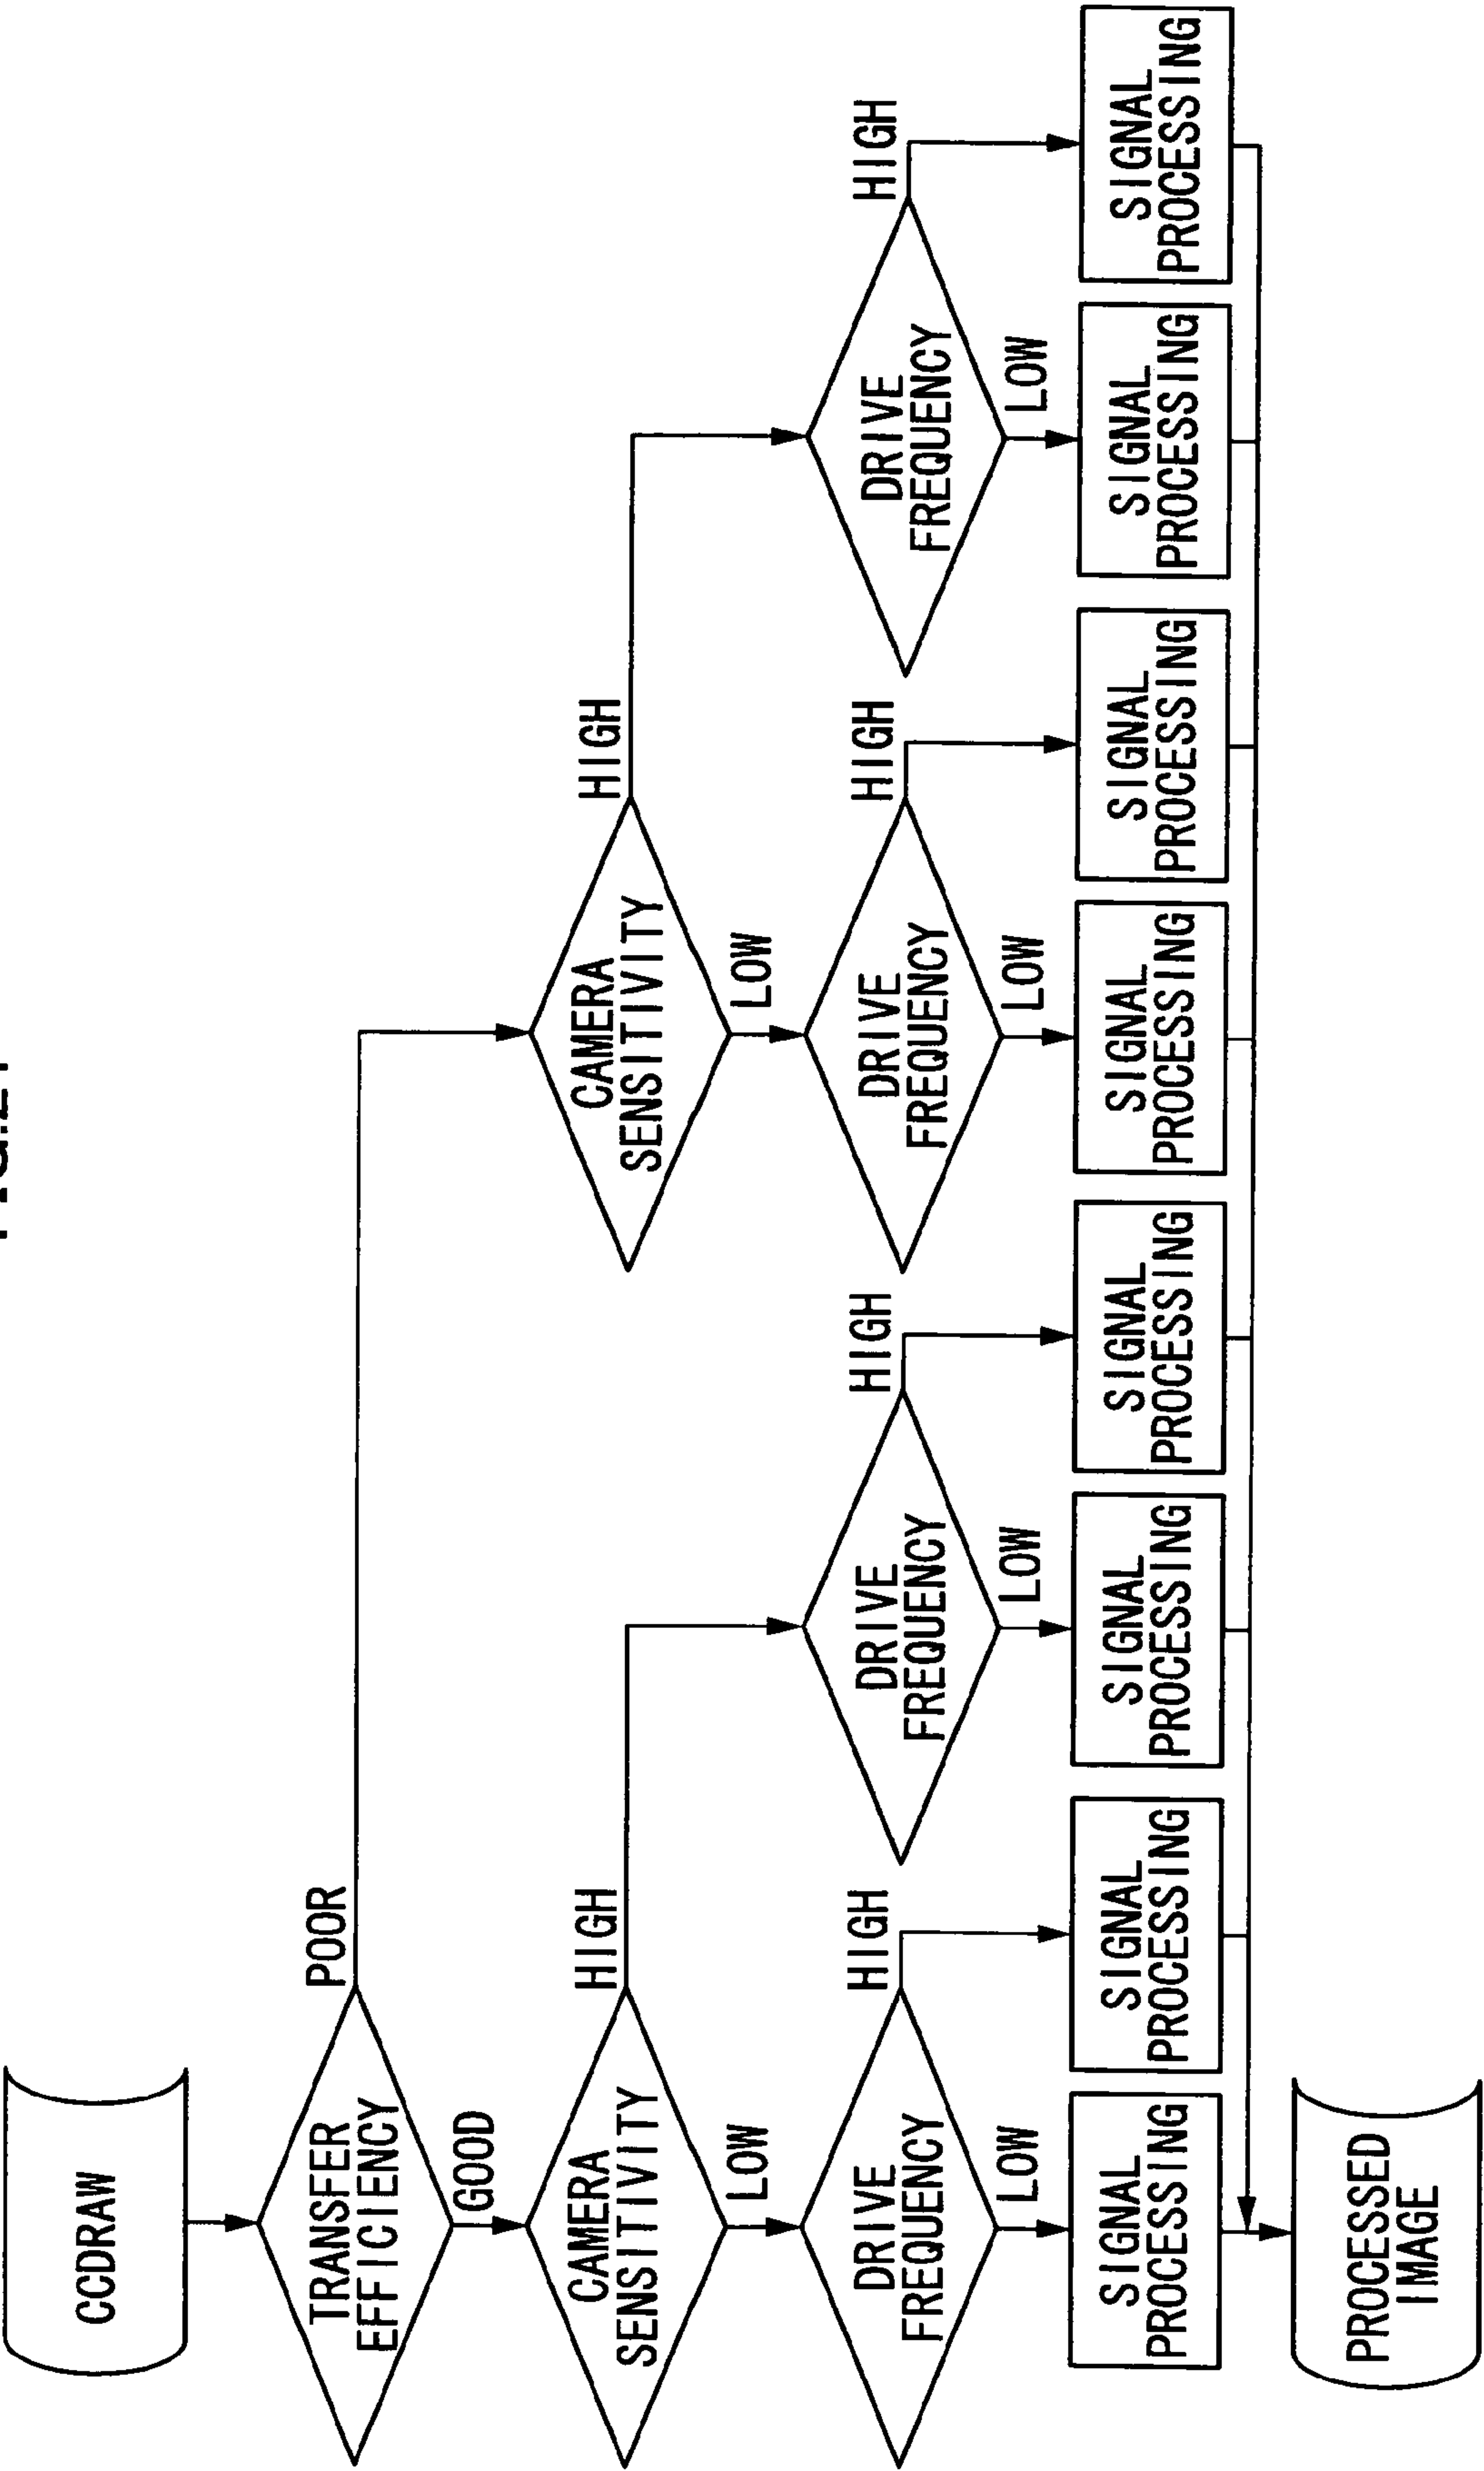 CCDRAW
TRANSFER
EFFICIENCY
POOR
GOOD
CAMERA
SENSITIVITY
HIGH
CAMERA
SENSITIVITY
HIGH
LOW
LOW
DRIVE
FREQUENCY
HIGH
DRIVE
FREQUENCY
HIGH
DRIVE
FREQUENCY
HIGH
DRIVE
FREQUENCY
HIGH
LOW
LOW
LOW
LOW
SIGNAL
PROCESSING
SIGNAL
PROCESSING
SIGNAL
PROCESSING
SIGNAL
PROCESSING
SIGNAL
PROCESSING
SIGNAL
PROCESSING
SIGNAL
PROCESSING
SIGNAL
PROCESSING
PROCESSED
IMAGE